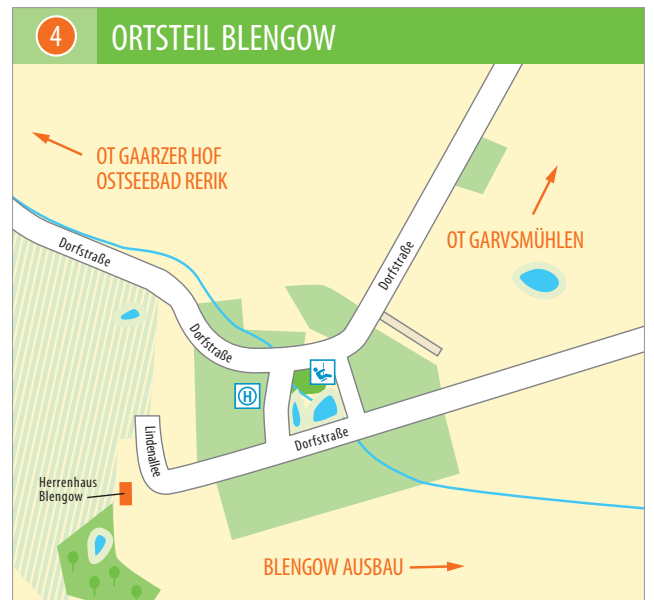 4 ORTSTEIL BLENGOW
OT GAARZER HOF
OSTSEEBAD RERIK
OT GARVSMÜHLEN
Dorfstraße
Dorfstraße
Dorfstraße
H
Dorfstraße
Lindenallee
Herrenhaus
Blengow
BLENGOW AUSBAU